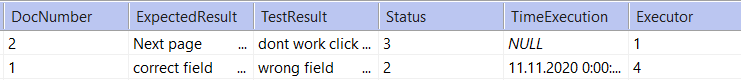 DocNumber ExpectedResult TestResult Status TimeExecution Executor
2 Next page ... dont work click ... 3 NULL 1
1 correct field ... wrong field ... 2 11.11.2020 0:00:... 4